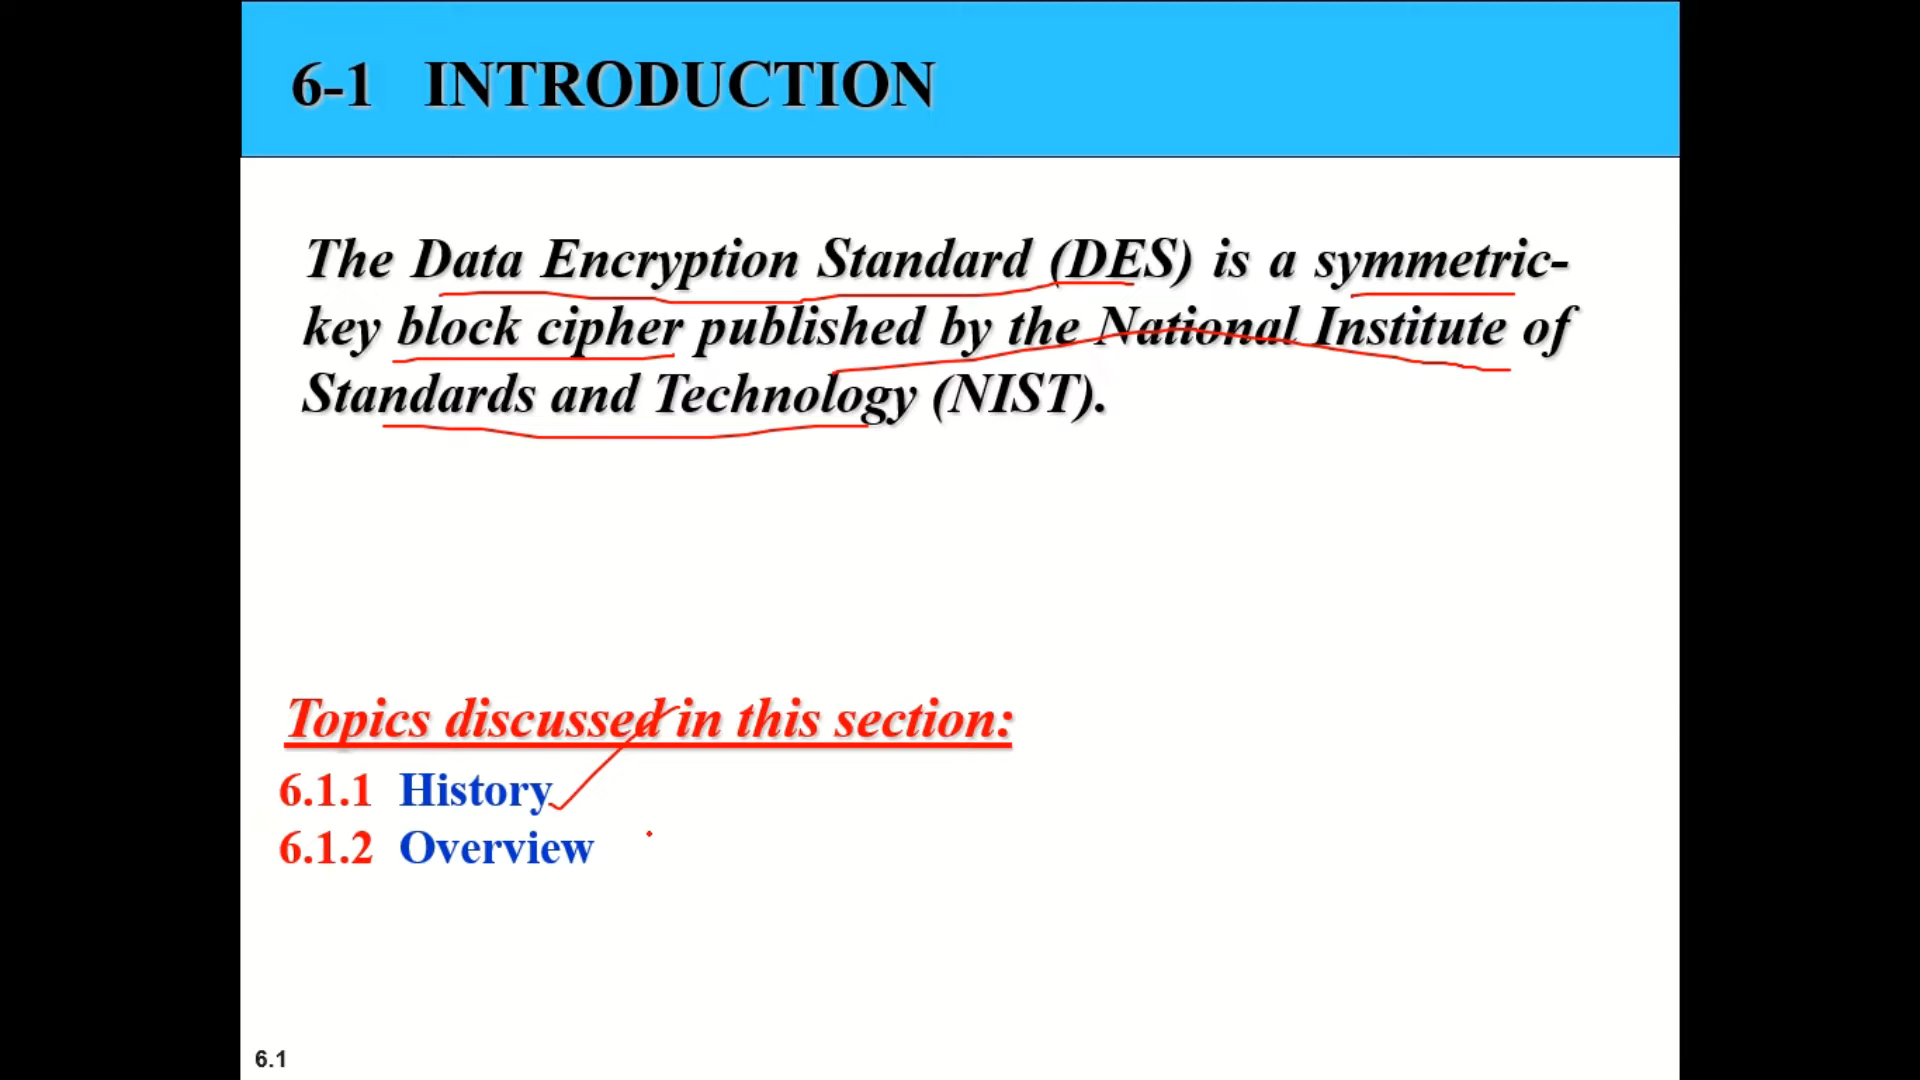 6-1 INTRODUCTION
The Data Encryption Standard (DES) is a symmetric-
key block cipher published by the National Institute of
Standards and Technology (NIST).
Topics discussed in this section:
6.1.1 History
6.1.2 Overview
6.1